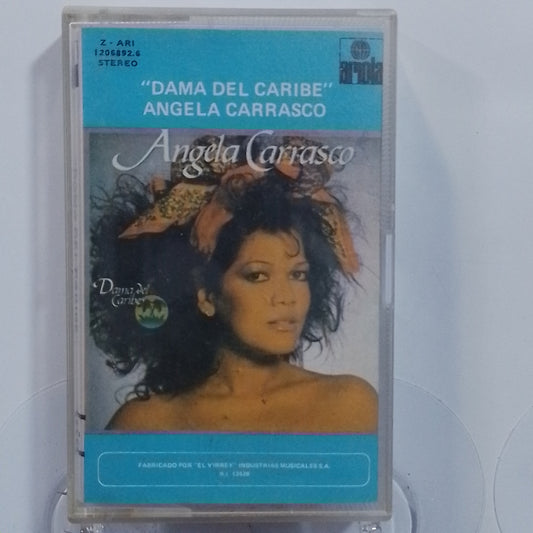 Z - ARI
1206892.6
STEREO
ariola
"DAMA DEL CARIBE"
ANGELA CARRASCO
Angela Carrasco
Dama del
Caribe
FABRICADO POR "EL VIRREY" INDUSTRIAS MUSICALES S.A.